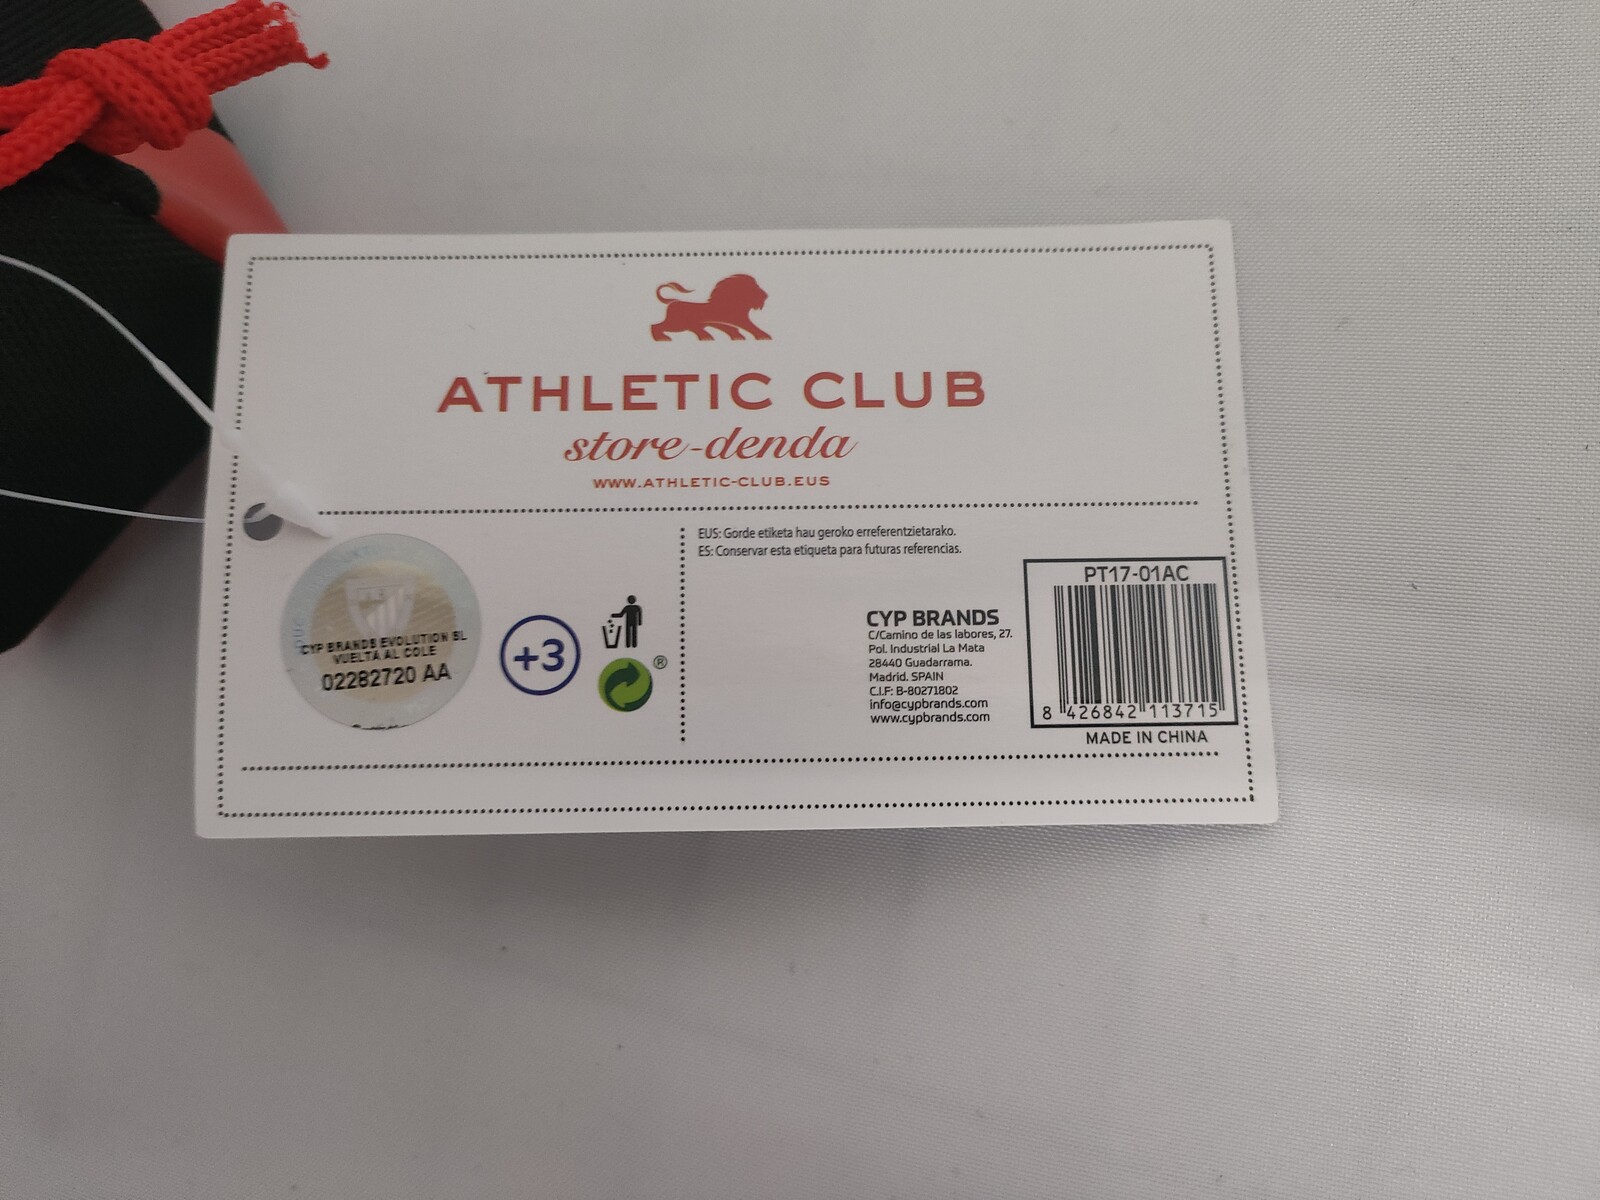 ATHLETIC CLUB
store-denda
WWW.ATHLETIC-CLUB.EUS
EUS: Gorde etiketa hau geroko erreferentzietarako.
ES: Conservar esta etiqueta para futuras referencias.
CYP BRANDS EVOLUTION SL
VUELTA AL COLE
02282720 AA
+3
®
CYP BRANDS
C/Camino de las labores, 27.
Pol. Industrial La Mata
28440 Guadarrama.
Madrid. SPAIN
C.I.F: B-80271802
info@cypbrands.com
www.cypbrands.com
PT17-01AC
8 426842 113715
MADE IN CHINA